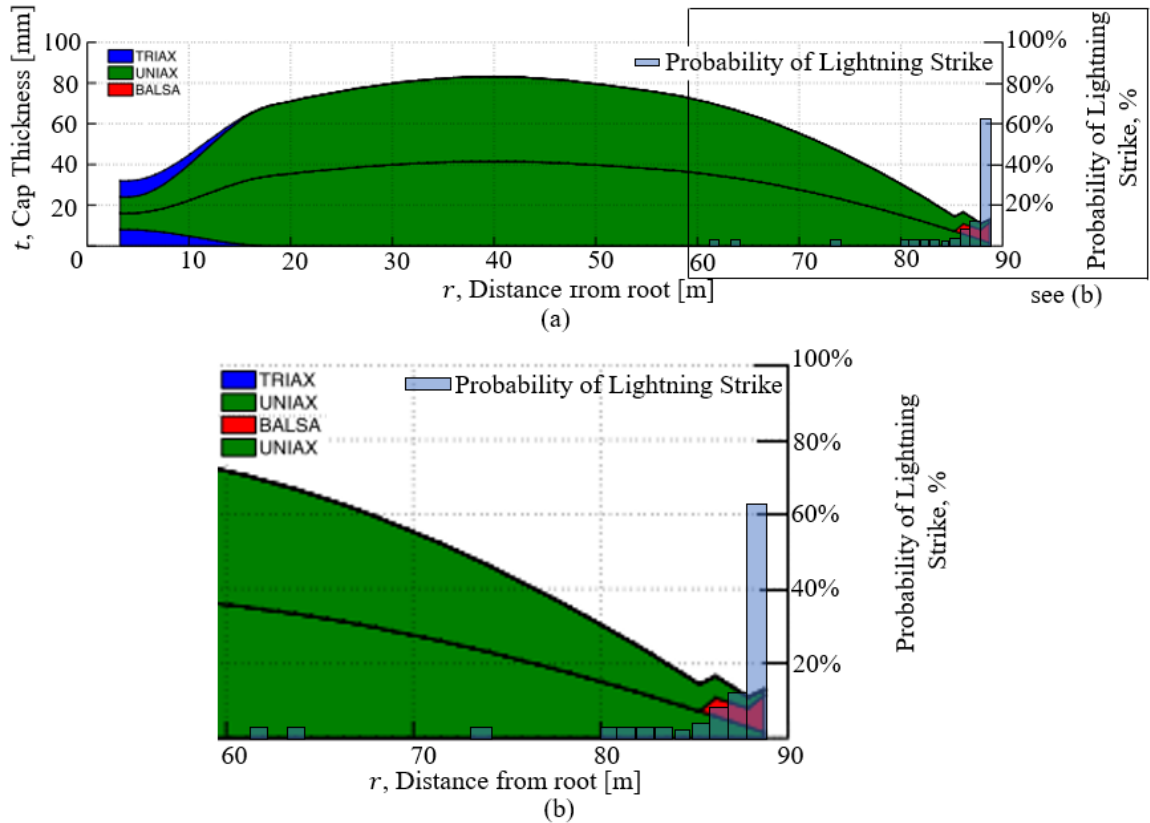 t, Cap Thickness [mm]
100
80
60
40
20
TRIAX
UNIAX
BALSA
Probability of Lightning Strike
100%
80%
60%
40%
20%
Probability of Lightning
Strike, %
0
10
20
30
40
50
60
70
80
90
r, Distance from root [m]
see (b)
(a)
TRIAX
UNIAX
BALSA
UNIAX
Probability of Lightning Strike
100%
80%
60%
40%
20%
Probability of Lightning
Strike, %
60
70
80
90
r, Distance from root [m]
(b)